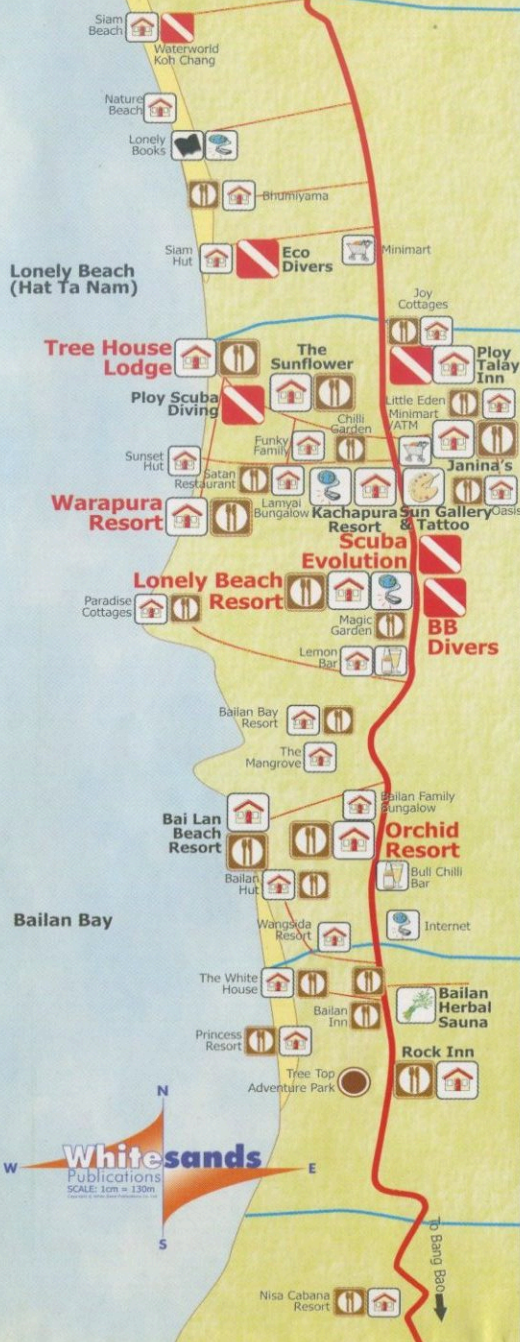 Siam
Beach
Waterworld
Koh Chang
Nature
Beach
Lonely
Books
Bhumiyama
Siam
Hut
Eco
Divers
Minimart
Lonely Beach
(Hat Ta Nam)
Joy
Cottages
Tree House
Lodge
The
Sunflower
Ploy
Talay
Inn
Ploy Scuba
Diving
Little Eden
Minimart
/ATM
Chilli
Garden
Funky
Family
Janina's
Sunset
Hut
Satan
Restaurant
Lamyai
Bungalow
Kachapura
Resort
Sun Gallery
& Tattoo
Oasis
Warapura
Resort
Scuba
Evolution
Lonely Beach
Resort
Paradise
Cottages
Magic
Garden
BB
Divers
Lemon
Bar
Bailan Bay
Resort
The
Mangrove
Bailan Family
Bungalow
Bai Lan
Beach
Resort
Orchid
Resort
Bailan
Hut
Bull Chilli
Bar
Bailan Bay
Wangsida
Resort
Internet
The White
House
Bailan
Inn
Bailan
Herbal
Sauna
Princess
Resort
Rock Inn
Tree Top
Adventure Park
N
W
E
S
Whitesands
Publications
SCALE: 1cm = 130m
To Bang Bao
Nisa Cabana
Resort